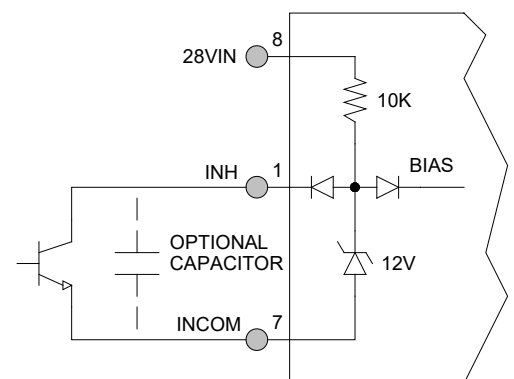 8
28VIN
10K
INH
1
BIAS
OPTIONAL
CAPACITOR
12V
INCOM
7